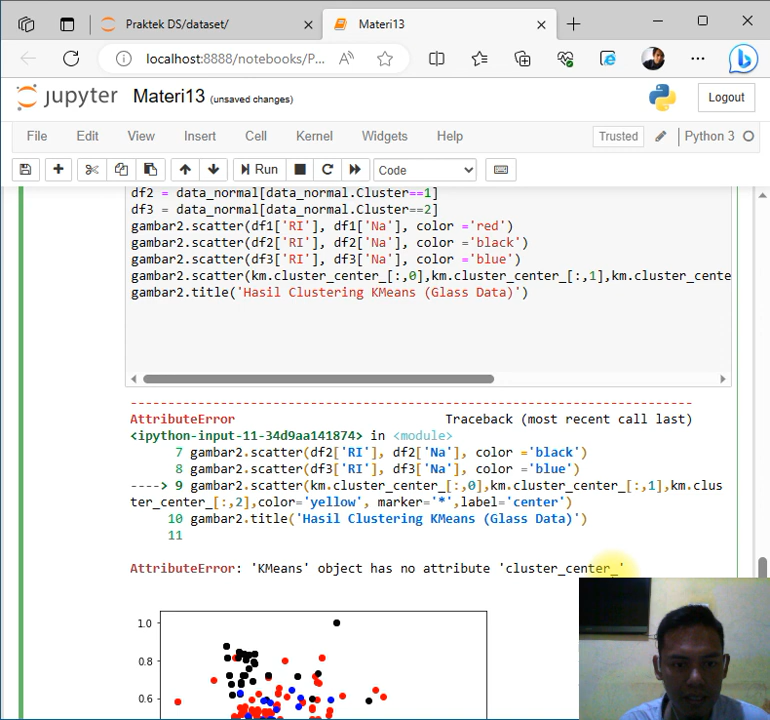 Praktek DS/dataset/
Materi13
localhost:8888/notebooks/P...
jupyter Materi13 (unsaved changes)
Logout
File Edit View Insert Cell Kernel Widgets Help
Trusted Python 3
Run Code
df2 = data_normal[data_normal.Cluster==1]
df3 = data_normal[data_normal.Cluster==2]
gambar2.scatter(df1['RI'], df1['Na'], color ='red')
gambar2.scatter(df2['RI'], df2['Na'], color ='black')
gambar2.scatter(df3['RI'], df3['Na'], color ='blue')
gambar2.scatter(km.cluster_center_[:,0],km.cluster_center_[:,1],km.cluster_cente
gambar2.title('Hasil Clustering KMeans (Glass Data)')
---------------------------------------------------------------------------
AttributeError Traceback (most recent call last)
<ipython-input-11-34d9aa141874> in <module>
7 gambar2.scatter(df2['RI'], df2['Na'], color ='black')
8 gambar2.scatter(df3['RI'], df3['Na'], color ='blue')
----> 9 gambar2.scatter(km.cluster_center_[:,0],km.cluster_center_[:,1],km.clus
ter_center_[:,2],color='yellow', marker='*',label='center')
10 gambar2.title('Hasil Clustering KMeans (Glass Data)')
11
AttributeError: 'KMeans' object has no attribute 'cluster_center_'
1.0
0.8
0.6